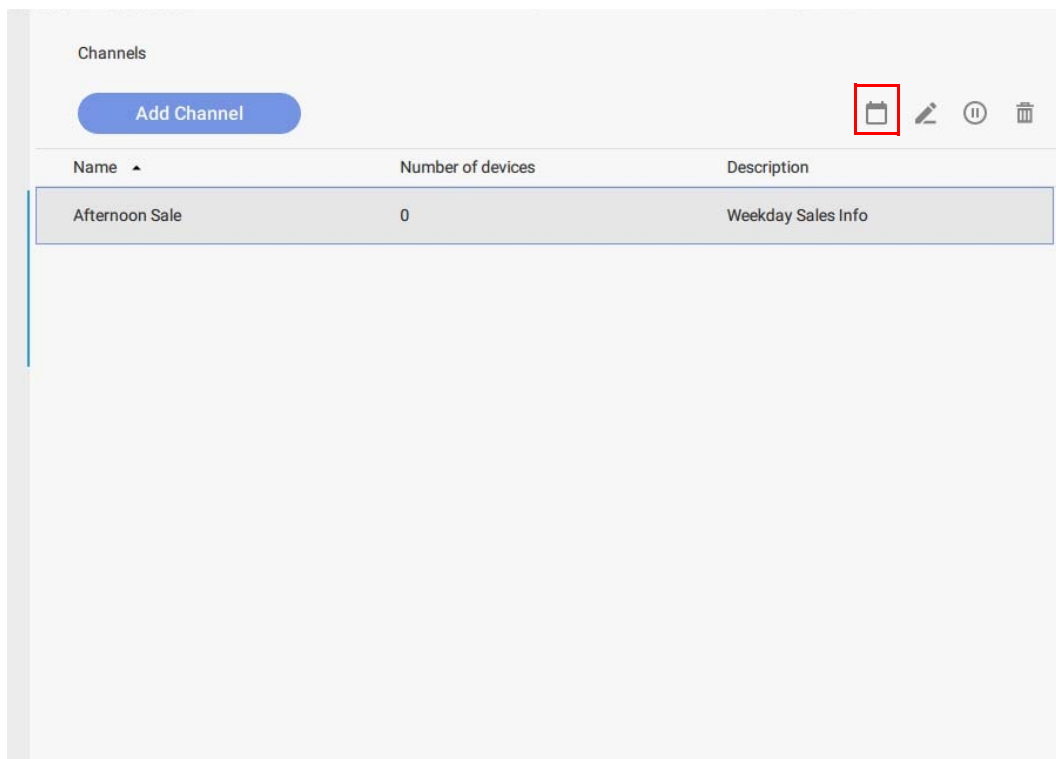 Channels
Add Channel
Name Number of devices Description
Afternoon Sale 0 Weekday Sales Info